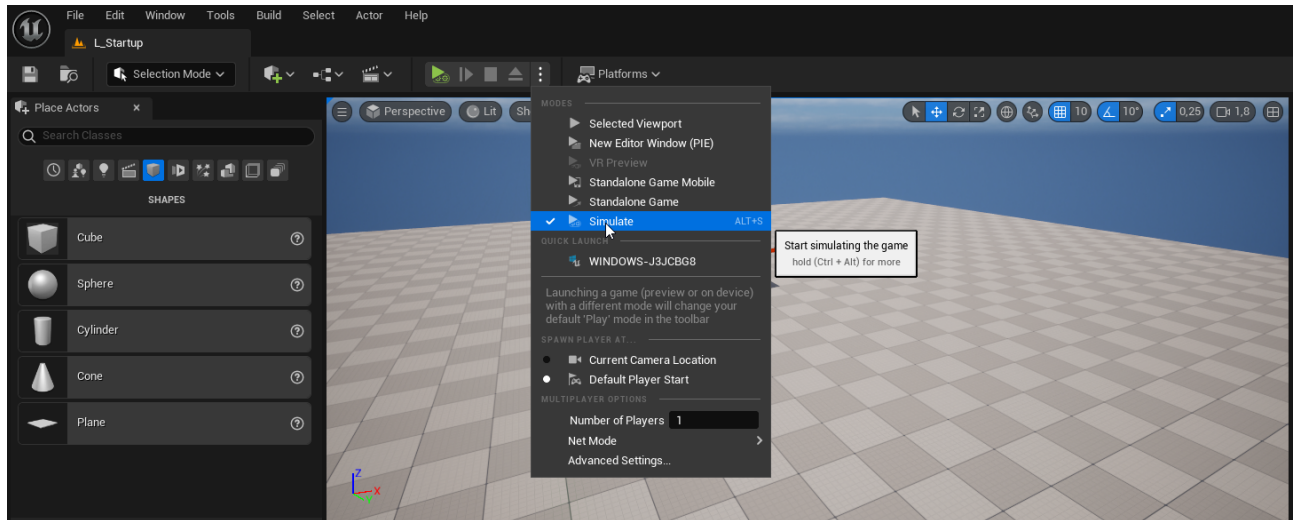 File Edit Window Tools Build Select Actor Help
L_Startup
Selection Mode
Platforms
Place Actors
Search Classes
SHAPES
Cube
Sphere
Cylinder
Cone
Plane
Perspective
Lit
Sh
10
10°
0,25
1,8
MODES
Selected Viewport
New Editor Window (PIE)
VR Preview
Standalone Game Mobile
Standalone Game
Simulate ALT+S
QUICK LAUNCH
WINDOWS-J3JCBG8
Launching a game (preview or on device)
with a different mode will change your
default 'Play' mode in the toolbar
SPAWN PLAYER AT...
Current Camera Location
Default Player Start
MULTIPLAYER OPTIONS
Number of Players 1
Net Mode
Advanced Settings...
Start simulating the game
hold (Ctrl + Alt) for more
Z
X